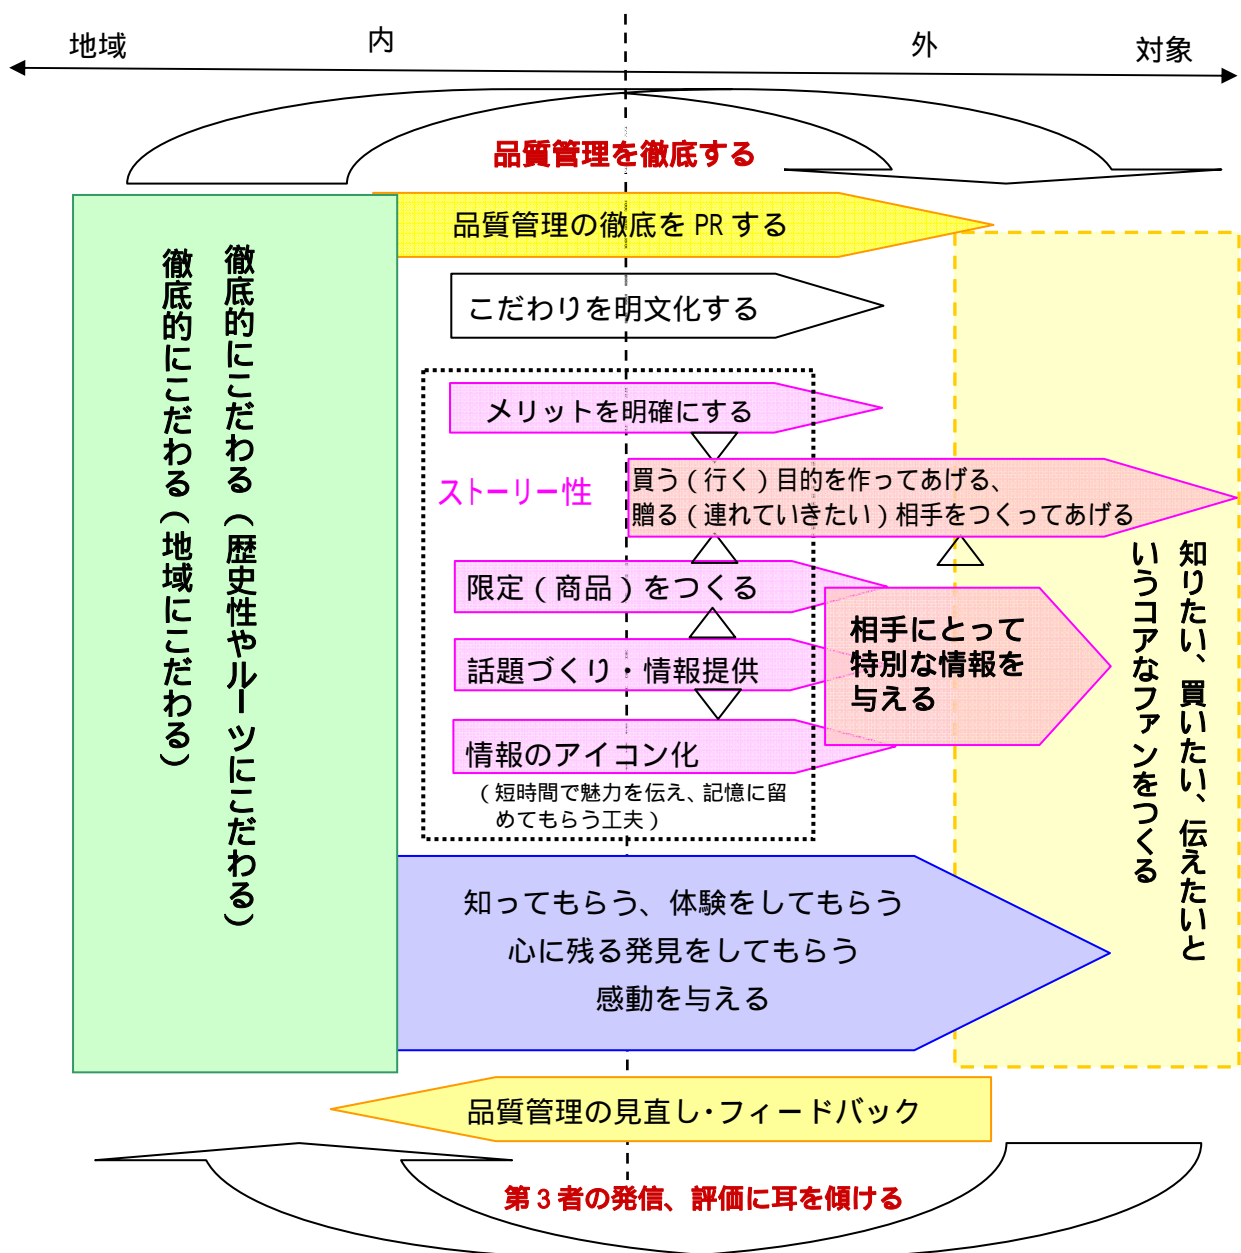 地域
内
外
対象
品質管理を徹底する
品質管理の徹底を PR する
徹底的にこだわる（歴史性やルーツにこだわる）
徹底的にこだわる（地域にこだわる）
こだわりを明文化する
メリットを明確にする
ストーリー性
買う（行く）目的を作ってあげる、
贈る（連れていきたい）相手をつくってあげる
限定（商品）をつくる
話題づくり・情報提供
情報のアイコン化
（短時間で魅力を伝え、記憶に留
めてもらう工夫）
相手にとって
特別な情報を
与える
知りたい、買いたい、伝えたいと
いうコアなファンをつくる
知ってもらう、体験をしてもらう
心に残る発見をしてもらう
感動を与える
品質管理の見直し・フィードバック
第３者の発信、評価に耳を傾ける